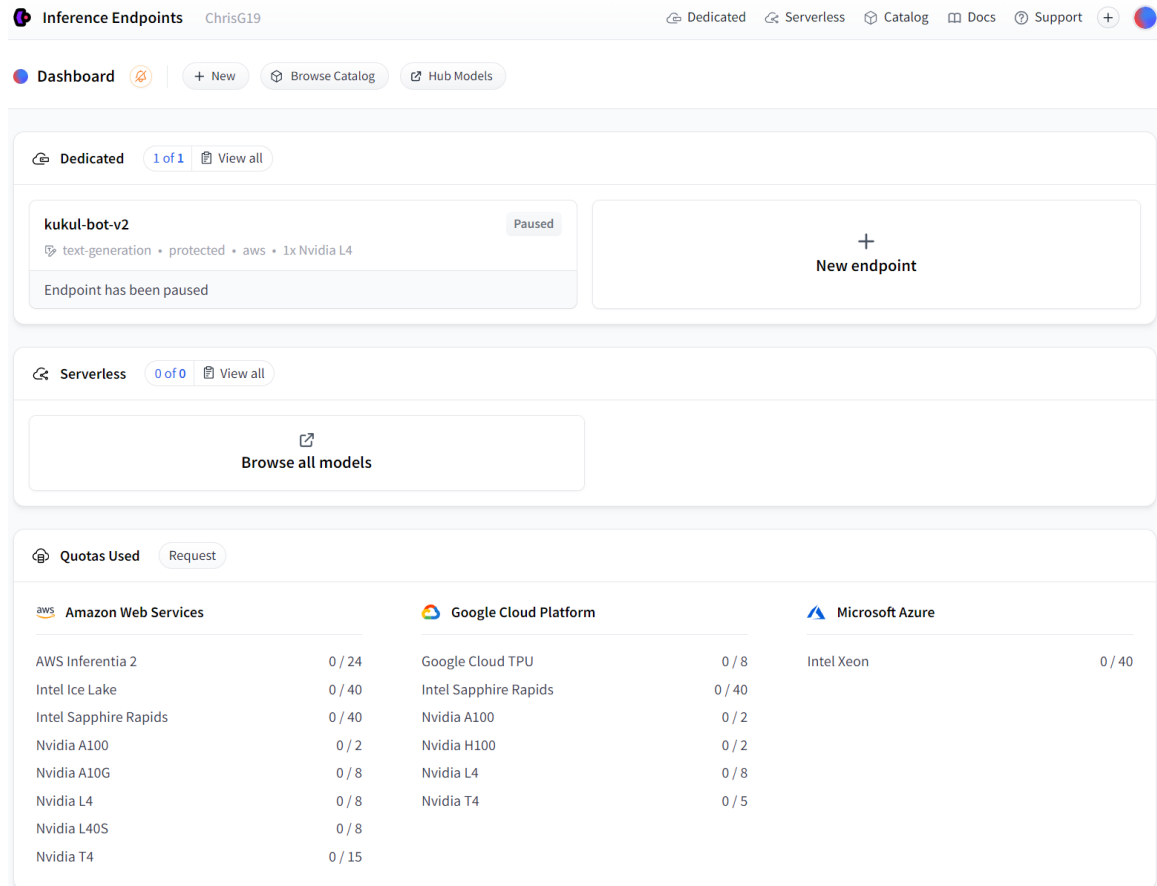 Inference Endpoints ChrisG19 Dedicated Serverless Catalog Docs Support
Dashboard New Browse Catalog Hub Models
Dedicated 1 of 1 View all
kukul-bot-v2 Paused
text-generation • protected • aws • 1x Nvidia L4
Endpoint has been paused
New endpoint
Serverless 0 of 0 View all
Browse all models
Quotas Used Request
aws Amazon Web Services
AWS Inferentia 2 0 / 24
Intel Ice Lake 0 / 40
Intel Sapphire Rapids 0 / 40
Nvidia A100 0 / 2
Nvidia A10G 0 / 8
Nvidia L4 0 / 8
Nvidia L40S 0 / 8
Nvidia T4 0 / 15
Google Cloud Platform
Google Cloud TPU 0 / 8
Intel Sapphire Rapids 0 / 40
Nvidia A100 0 / 2
Nvidia H100 0 / 2
Nvidia L4 0 / 8
Nvidia T4 0 / 5
Microsoft Azure
Intel Xeon 0 / 40